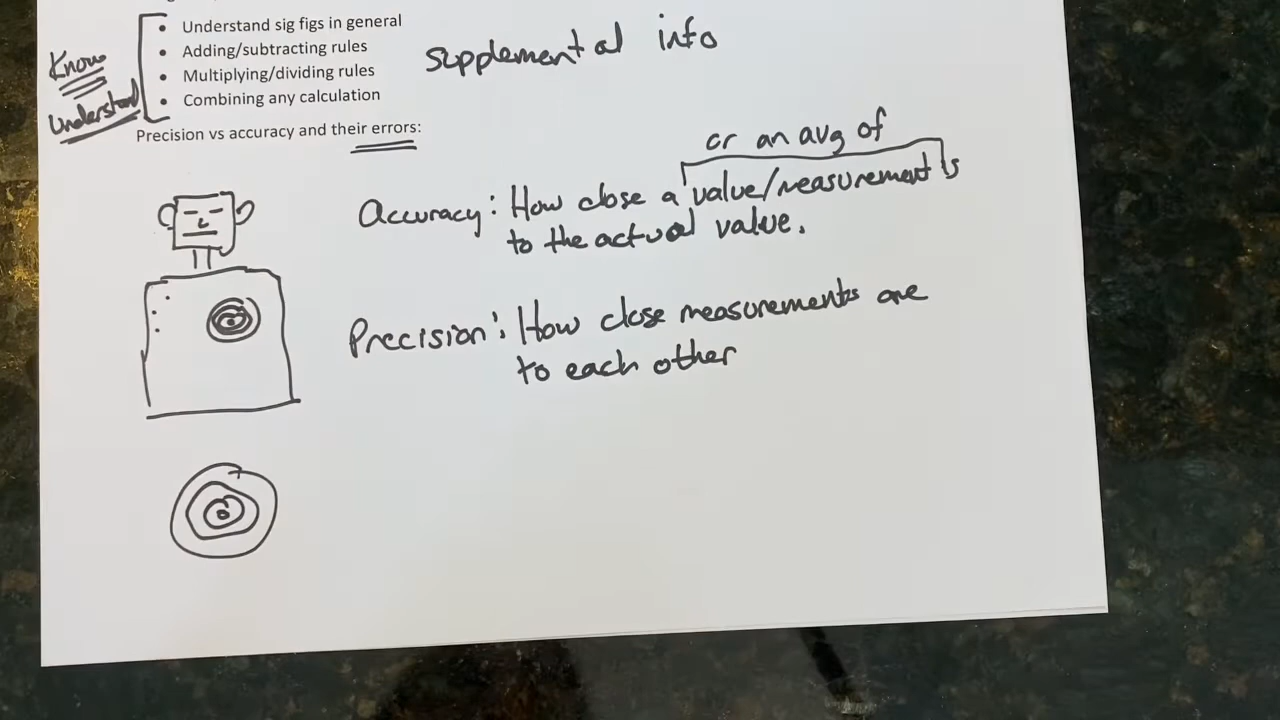 • Understand sig figs in general
• Adding/subtracting rules
• Multiplying/dividing rules
• Combining any calculation
Know
Understand
supplemental info
Precision vs accuracy and their errors:
or an avg of
Accuracy: How close a value/measurement is
to the actual value.
Precision: How close measurements are
to each other